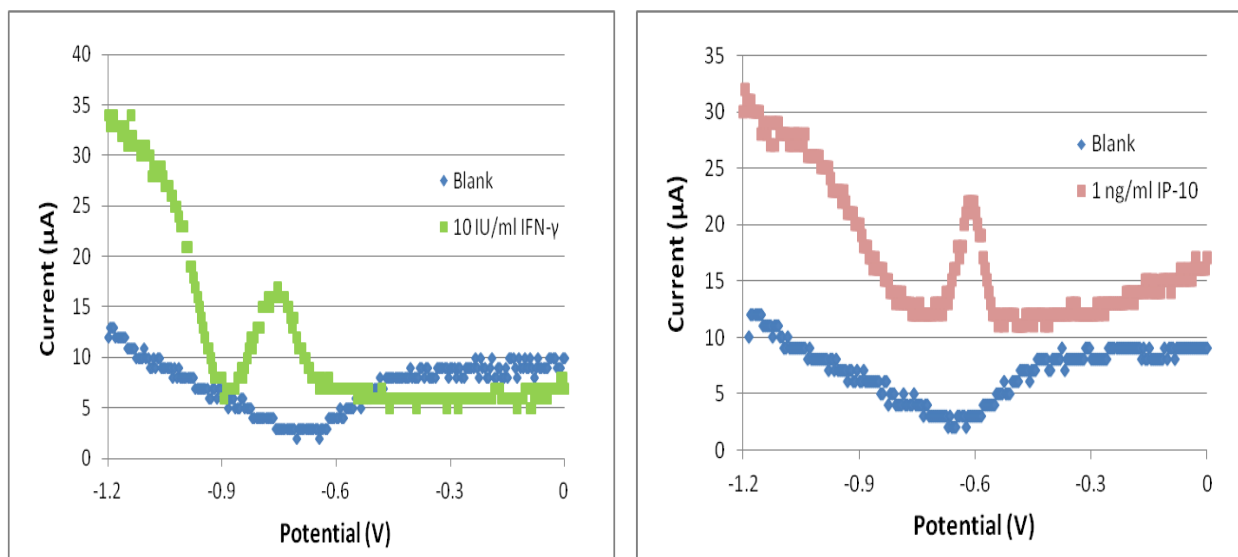 40
35
30
25
20
15
10
5
0
-1.2 -0.9 -0.6 -0.3 0
Current (µA)
Potential (V)
Blank
10 IU/ml IFN-γ
35
30
25
20
15
10
5
0
-1.2 -0.9 -0.6 -0.3 0
Current (µA)
Potential (V)
Blank
1 ng/ml IP-10